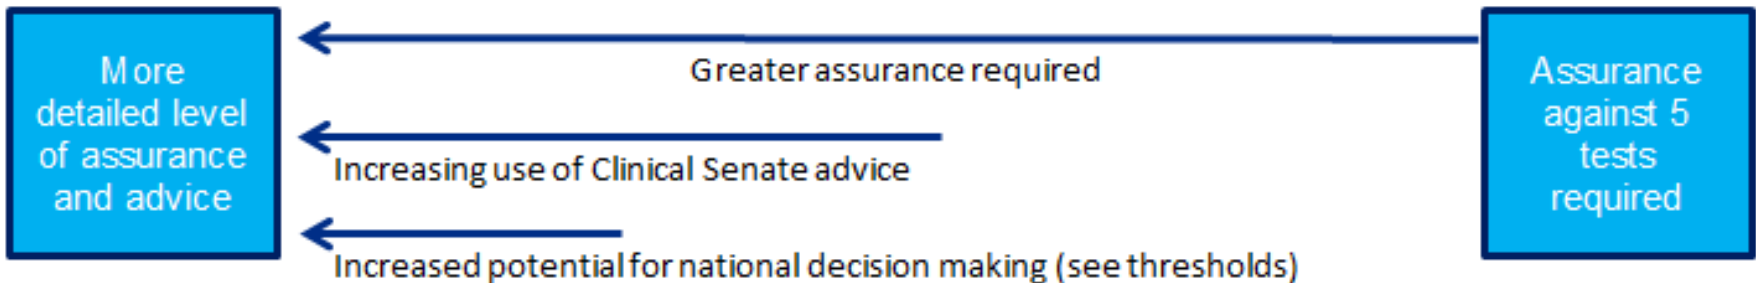 More
detailed level
of assurance
and advice
Greater assurance required
Increasing use of Clinical Senate advice
Increased potential for national decision making (see thresholds)
Assurance
against 5
tests
required